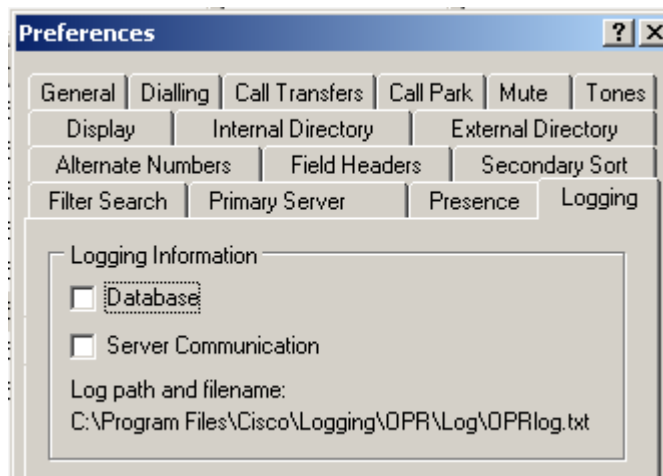 Preferences
General Dialling Call Transfers Call Park Mute Tones
Display Internal Directory External Directory
Alternate Numbers Field Headers Secondary Sort
Filter Search Primary Server Presence Logging
Logging Information
Database
Server Communication
Log path and filename:
C:\Program Files\Cisco\Logging\OPR\Log\OPRlog.txt